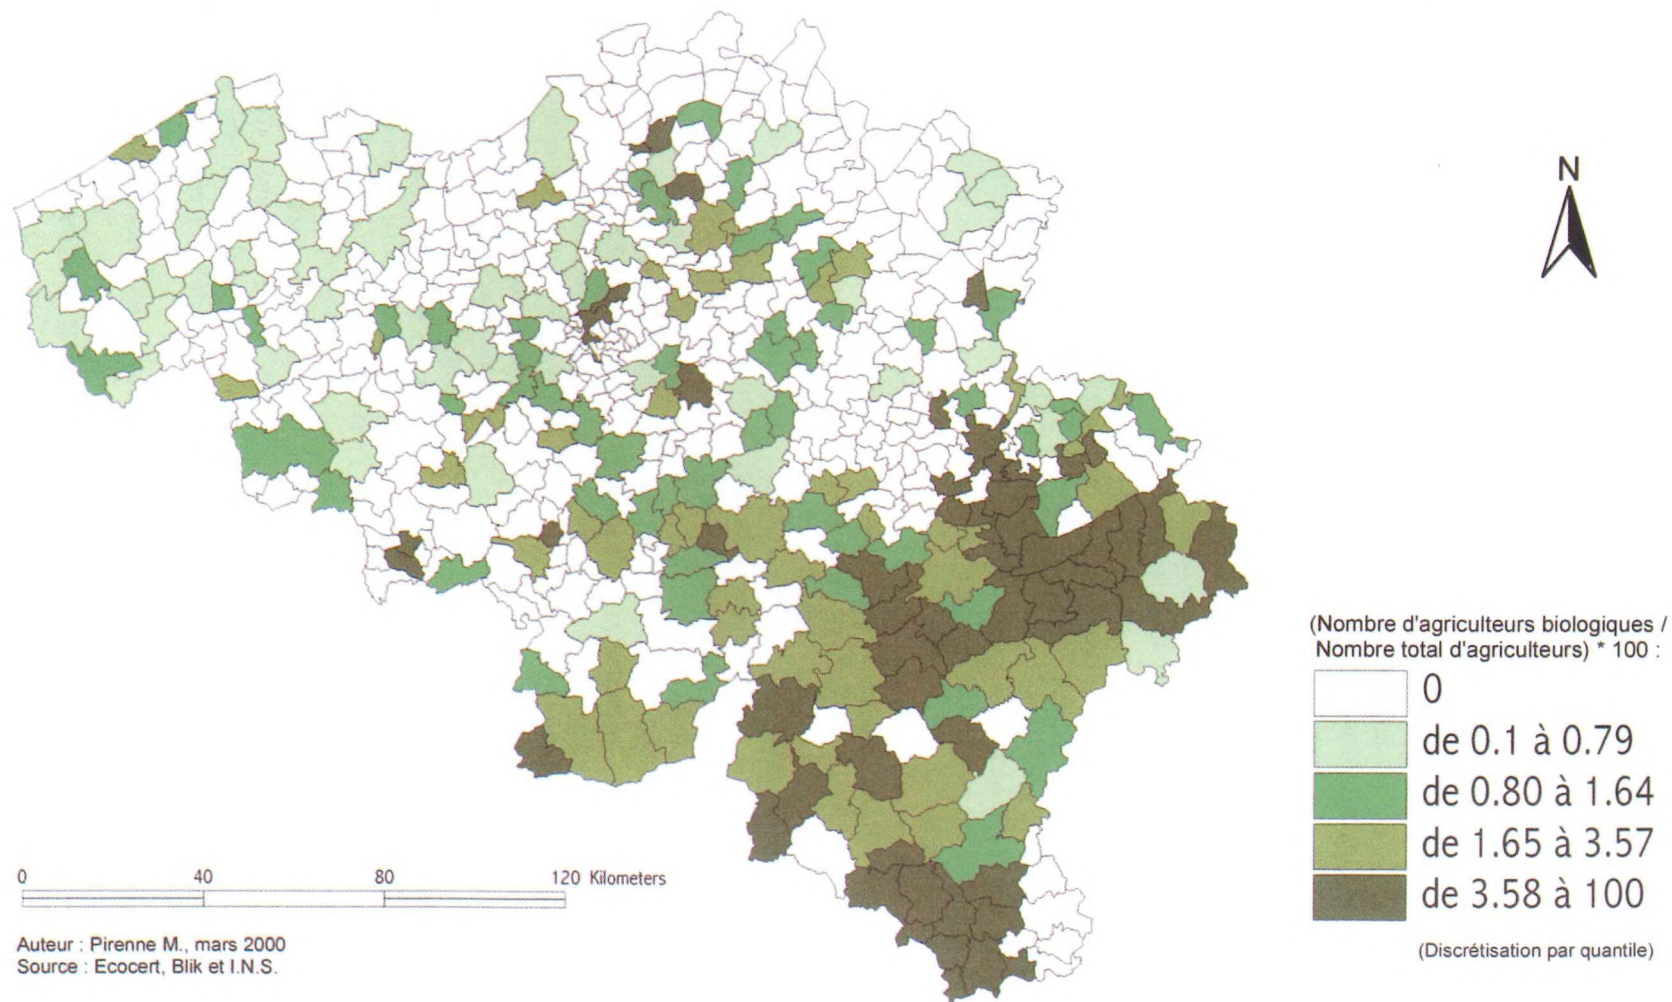 N
(Nombre d'agriculteurs biologiques /
Nombre total d'agriculteurs) * 100 :
0
de 0.1 à 0.79
de 0.80 à 1.64
de 1.65 à 3.57
de 3.58 à 100
(Discrétisation par quantile)
0 40 80 120 Kilometers
Auteur : Pirenne M., mars 2000
Source : Ecocert, Blik et I.N.S.